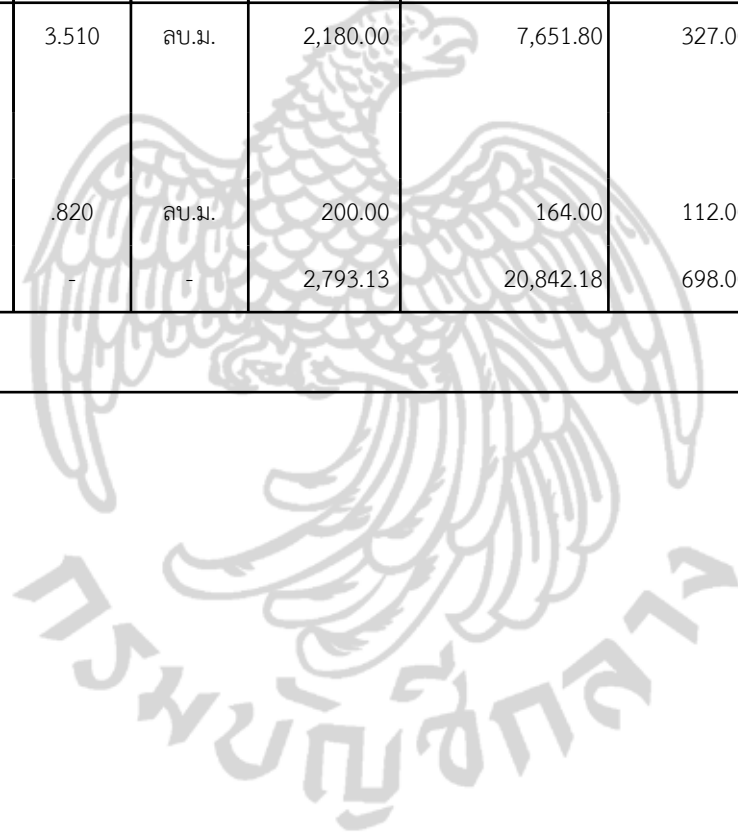 3.510 ลบ.ม. 2,180.00 7,651.80 327.0
.820 ลบ.ม. 200.00 164.00 112.0
- - 2,793.13 20,842.18 698.0
กรมบัญชีกลาง